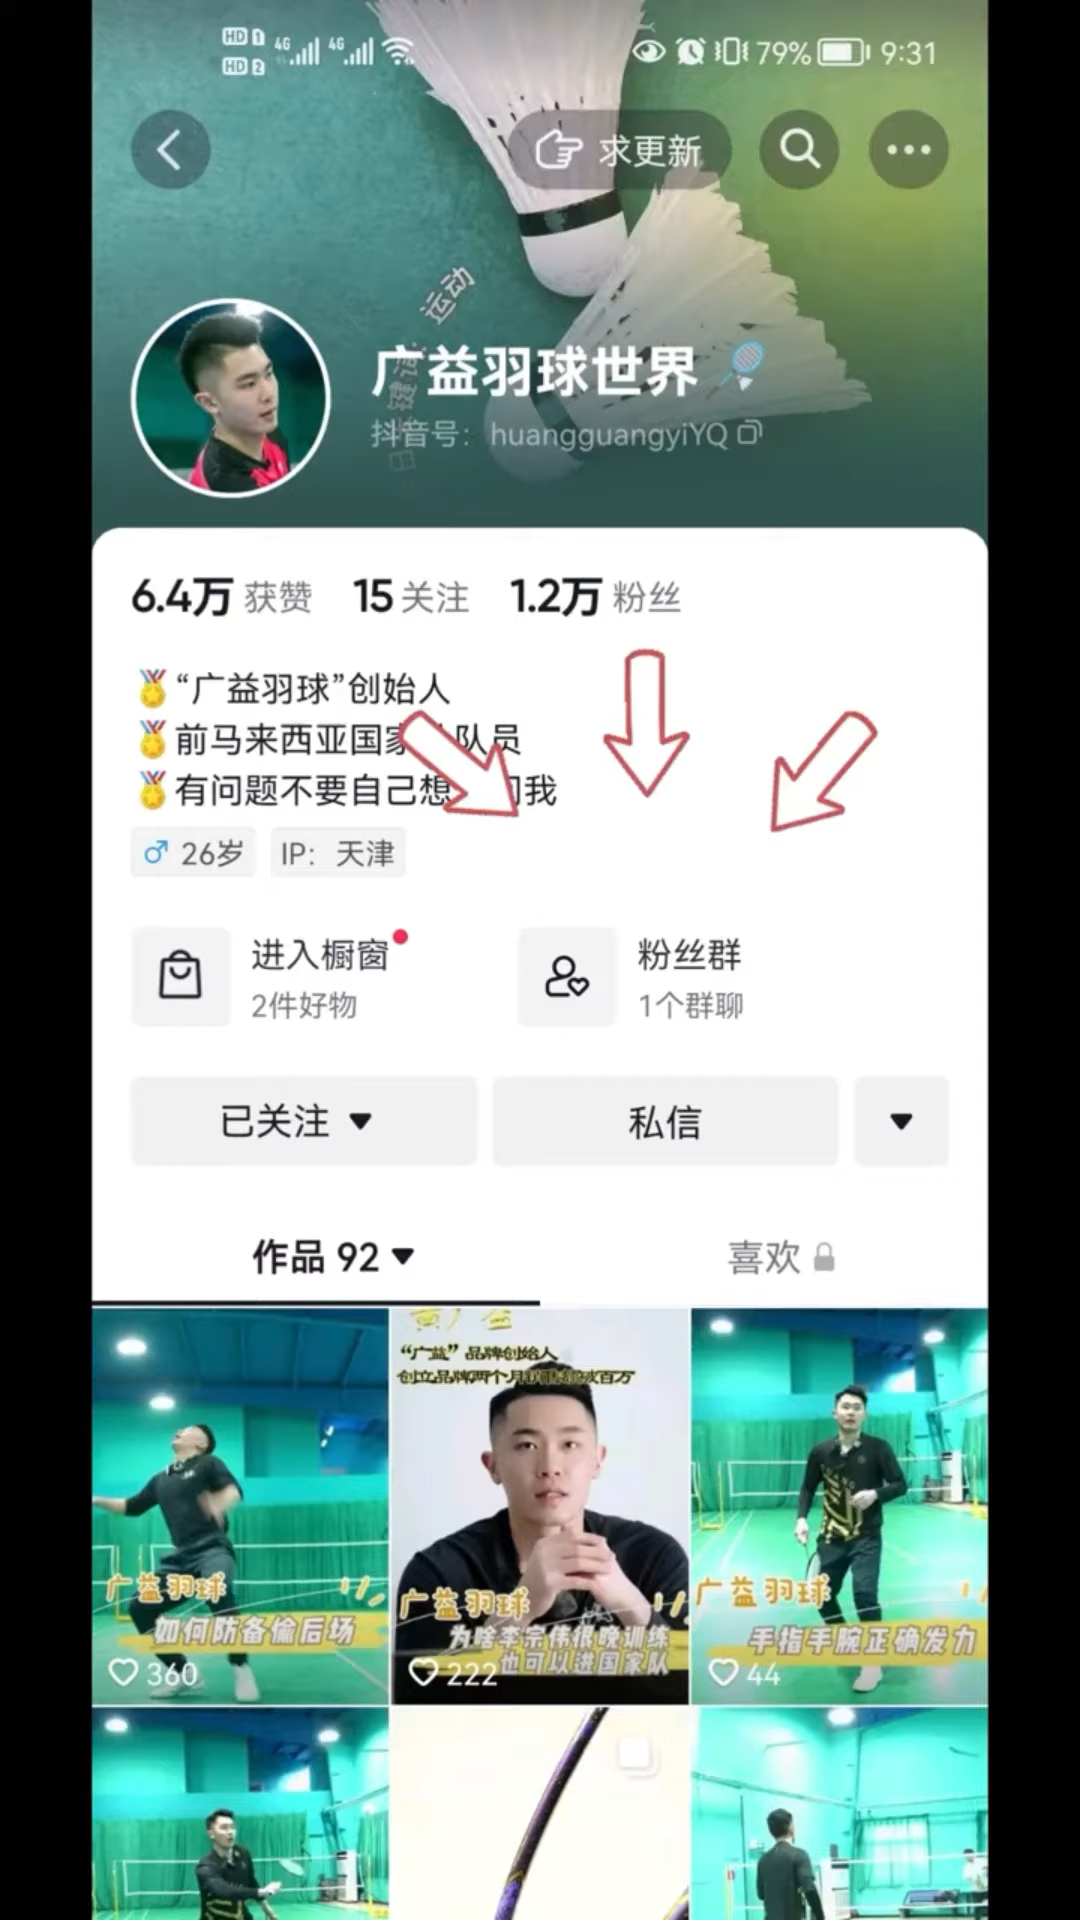 HD 1 4G 4G 79% 9:31
HD 2
求更新
运动
广益羽球世界
抖音号：huangguangyiYQ
6.4万 获赞 15 关注 1.2万 粉丝
“广益羽球”创始人
前马来西亚国家 队员
有问题不要自己想 问我
26岁 IP： 天津
进入橱窗
2件好物
粉丝群
1个群聊
已关注 私信
作品 92 喜欢
广益羽球
如何防备偷后场
360
“广益”品牌创始人
广益羽球
为啥李宗伟很晚训练
也可以进国家队
222
广益羽球
手指手腕正确发力
44